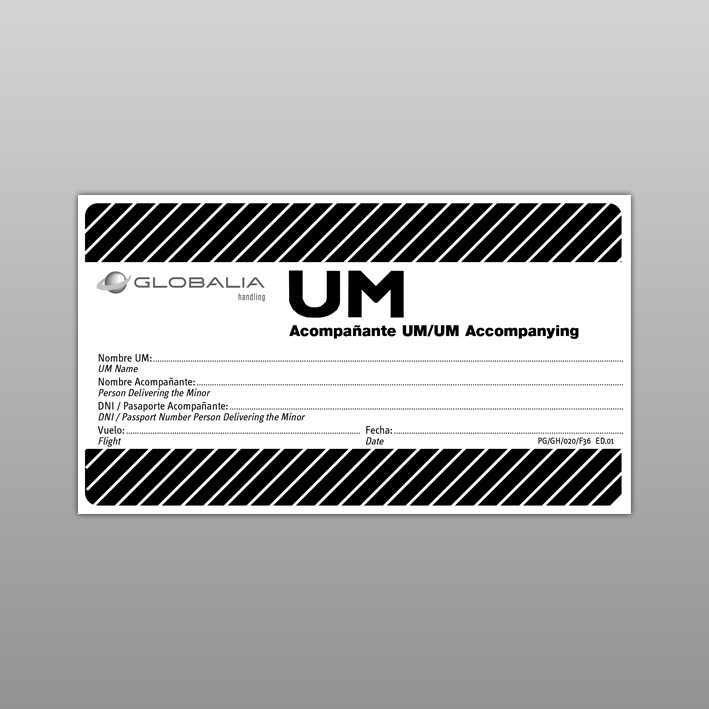 GLOBALIA
handling
UM
Acompañante UM/UM Accompanying
Nombre UM:
UM Name
Nombre Acompañante:
Person Delivering the Minor
DNI / Pasaporte Acompañante:
DNI / Passport Number Person Delivering the Minor
Vuelo: Fecha:
Flight Date PG/GH/020/F36 ED.01